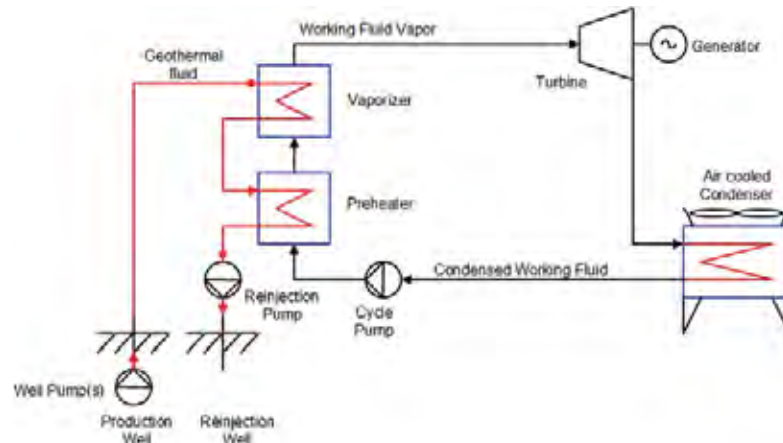 Working Fluid Vapor
Geothermal
fluid
Generator
Turbine
Vaporizer
Air cooled
Condenser
Preheater
Condensed Working Fluid
Reinjection
Pump
Cycle
Pump
Well Pump(s)
Production
Well
Reinjection
Well